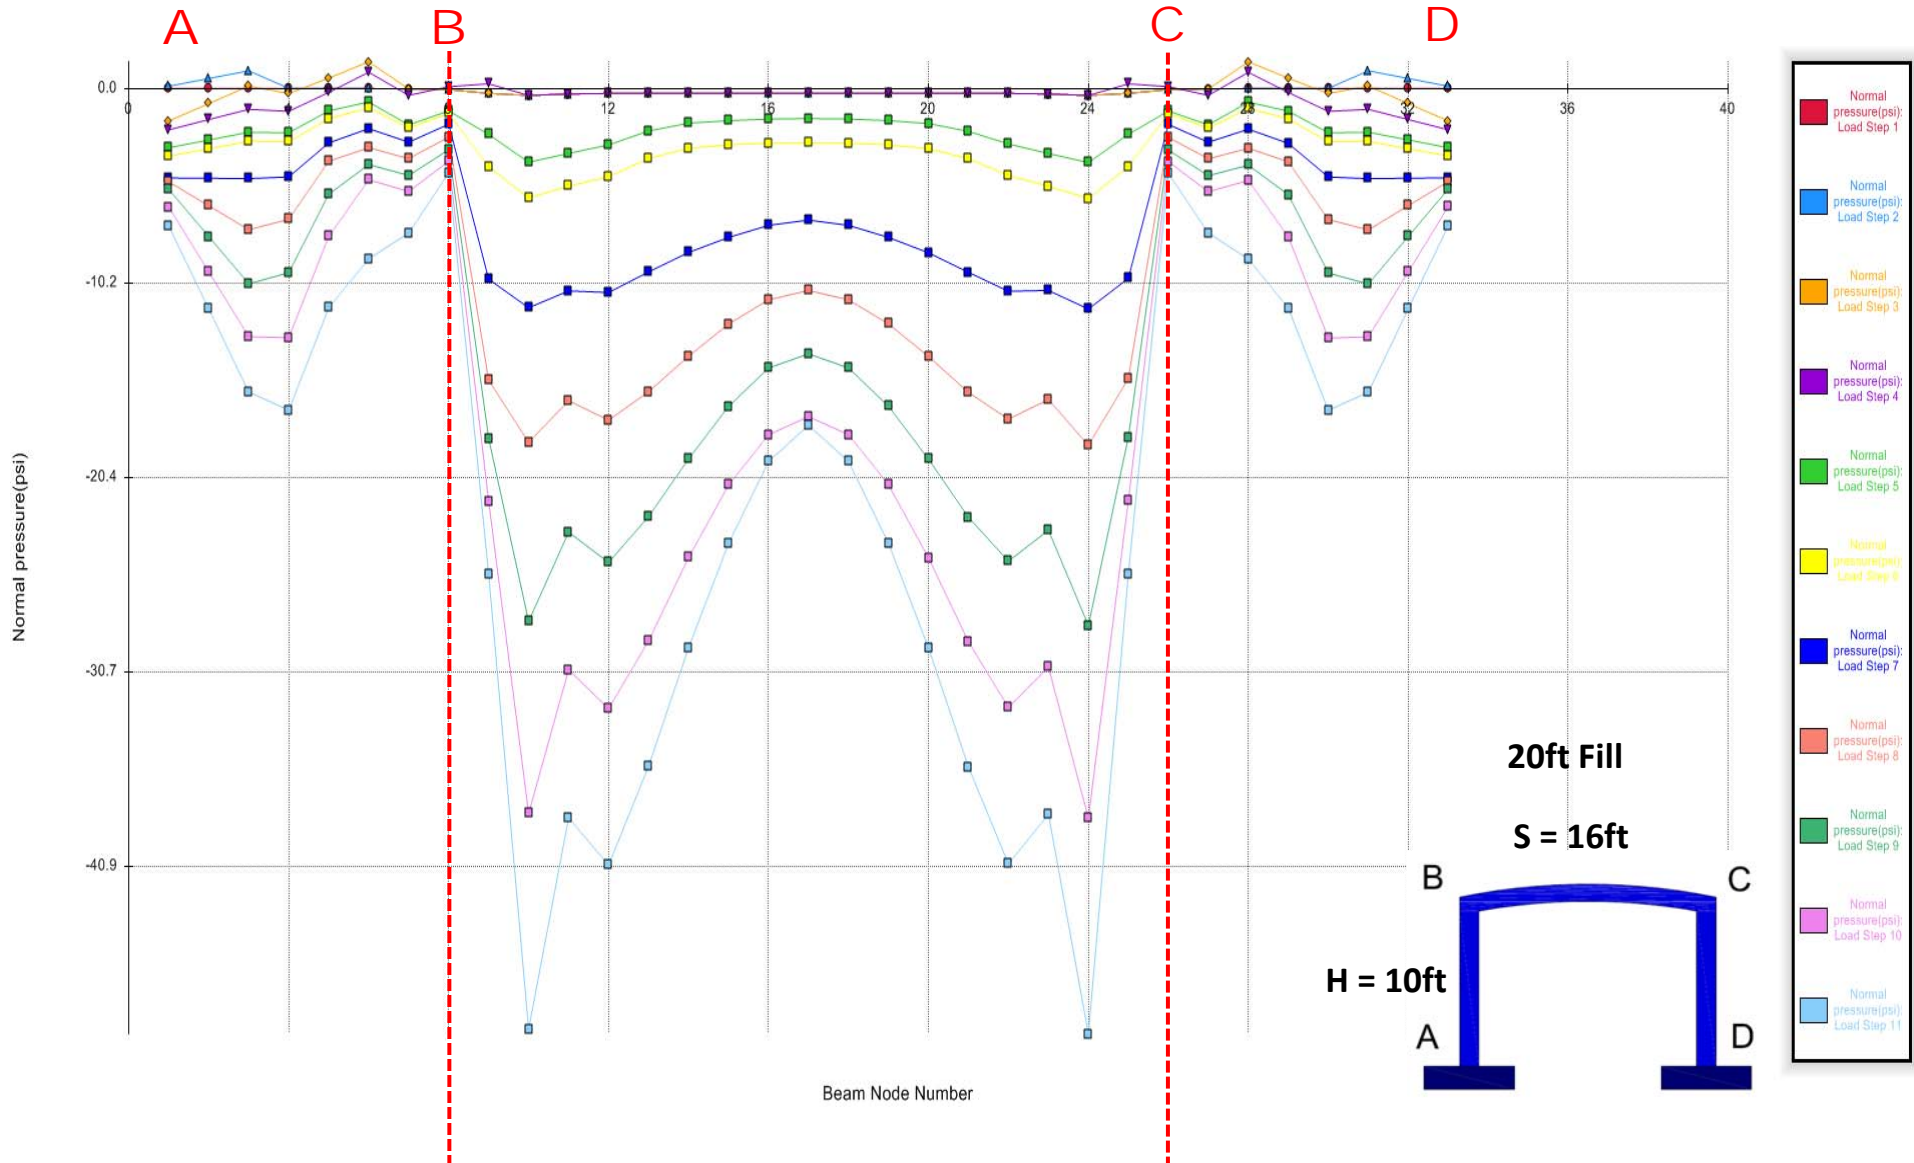 A
B
C
D
0.0
-10.2
-20.4
-30.7
-40.9
0
12
16
20
24
28
32
36
40
Normal pressure(psi)
Beam Node Number
20ft Fill
S = 16ft
B
C
H = 10ft
A
D
Normal
pressure(psi):
Load Step 1
Normal
pressure(psi):
Load Step 2
Normal
pressure(psi):
Load Step 3
Normal
pressure(psi):
Load Step 4
Normal
pressure(psi):
Load Step 5
Normal
pressure(psi):
Load Step 6
Normal
pressure(psi):
Load Step 7
Normal
pressure(psi):
Load Step 8
Normal
pressure(psi):
Load Step 9
Normal
pressure(psi):
Load Step 10
Normal
pressure(psi):
Load Step 11